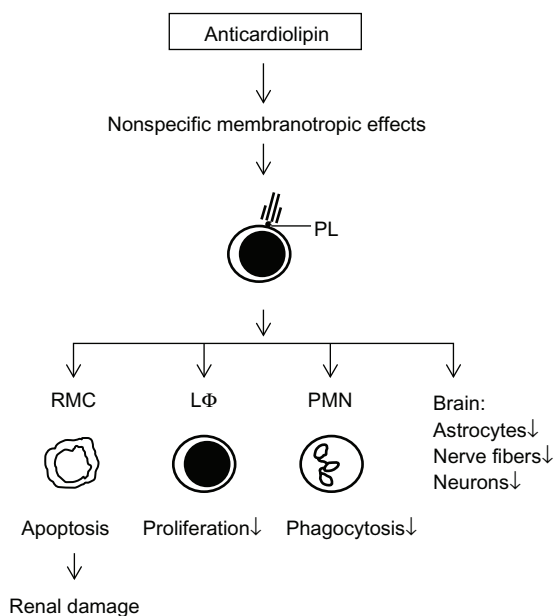 Anticardiolipin
Nonspecific membranotropic effects
PL
RMC
LΦ
PMN
Brain:
Astrocytes↓
Nerve fibers↓
Neurons↓
Apoptosis
Proliferation↓
Phagocytosis↓
Renal damage